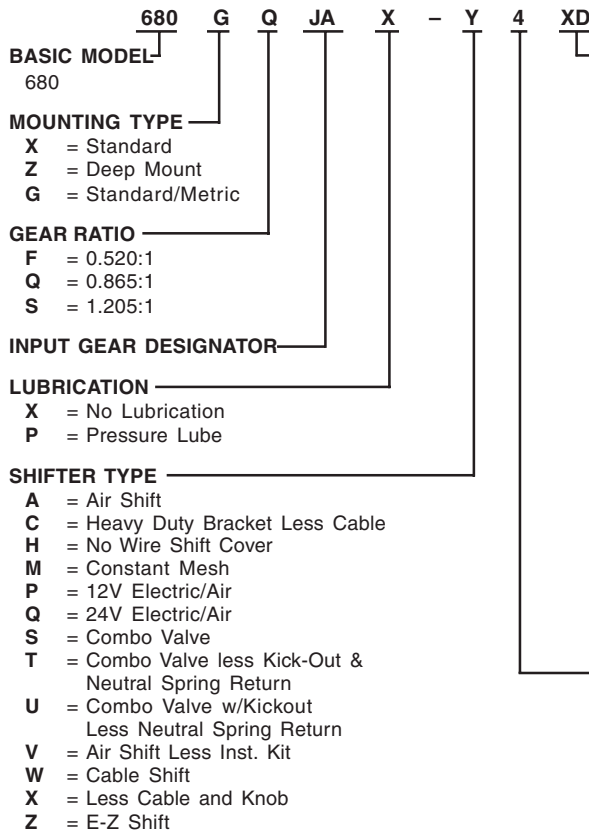 680 G Q JA X – Y 4 XD
BASIC MODEL
680
MOUNTING TYPE
X = Standard
Z = Deep Mount
G = Standard/Metric
GEAR RATIO
F = 0.520:1
Q = 0.865:1
S = 1.205:1
INPUT GEAR DESIGNATOR
LUBRICATION
X = No Lubrication
P = Pressure Lube
SHIFTER TYPE
A = Air Shift
C = Heavy Duty Bracket Less Cable
H = No Wire Shift Cover
M = Constant Mesh
P = 12V Electric/Air
Q = 24V Electric/Air
S = Combo Valve
T = Combo Valve less Kick-Out &
Neutral Spring Return
U = Combo Valve w/Kickout
Less Neutral Spring Return
V = Air Shift Less Inst. Kit
W = Cable Shift
X = Less Cable and Knob
Z = E-Z Shift